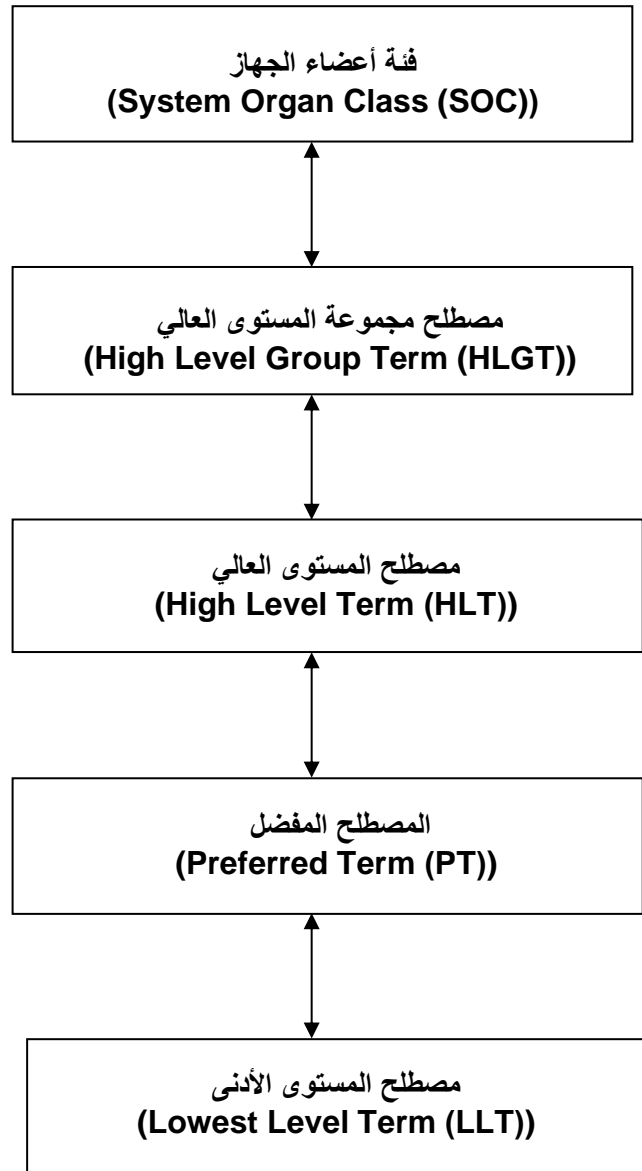 فئة أعضاء الجهاز
(System Organ Class (SOC))
مصطلح مجموعة المستوى العالي
(High Level Group Term (HLGT))
مصطلح المستوى العالي
(High Level Term (HLT))
المصطلح المفضل
(Preferred Term (PT))
مصطلح المستوى الأدنى
(Lowest Level Term (LLT))